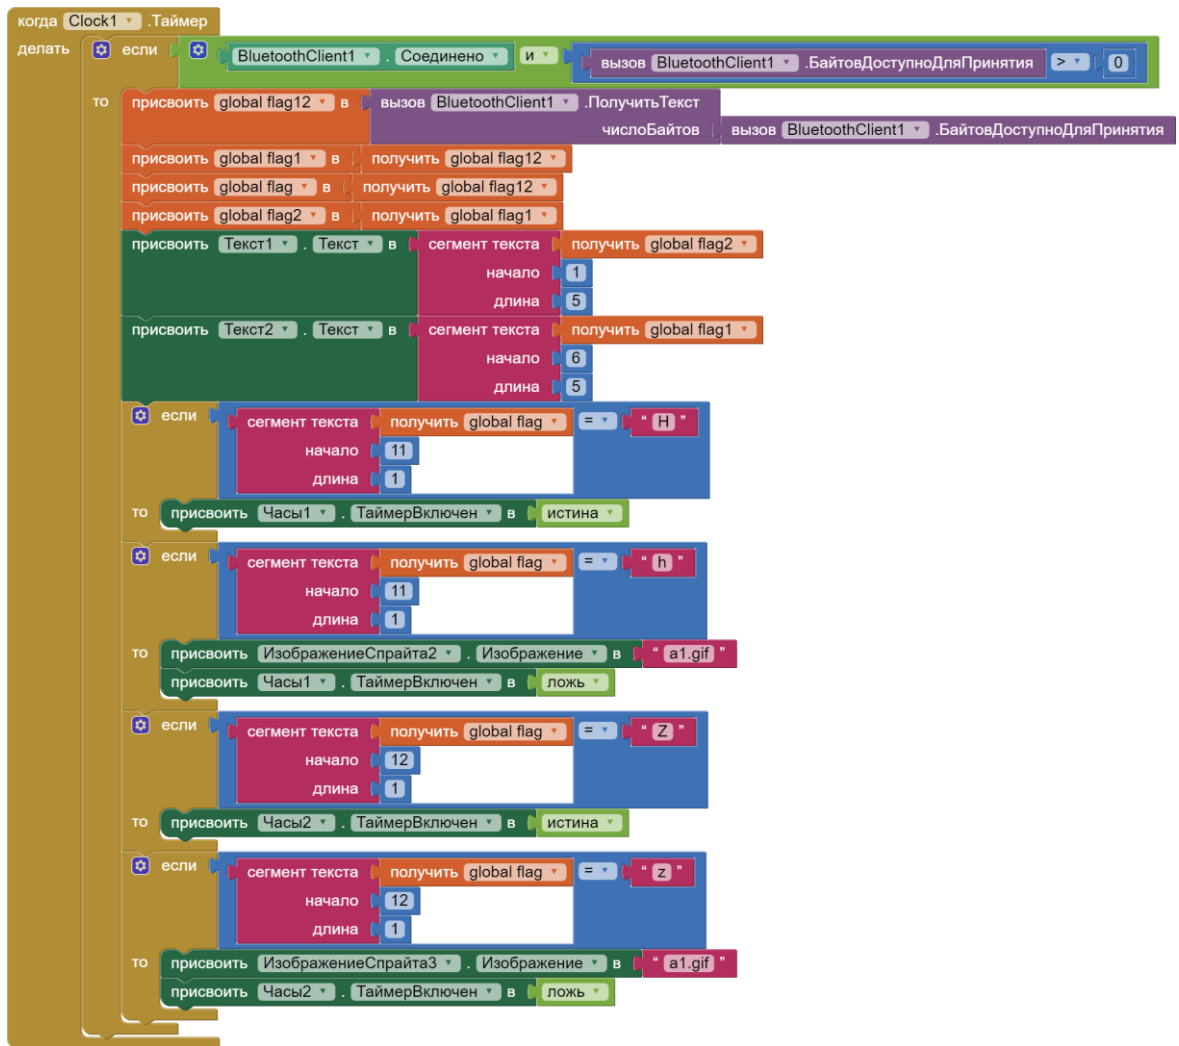 когда Clock1 .Таймер
делать если BluetoothClient1 . Соединено и вызов BluetoothClient1 .БайтовДоступноДляПринятия > 0
то присвоить global flag12 в вызов BluetoothClient1 .ПолучитьТекст
числоБайтов вызов BluetoothClient1 .БайтовДоступноДляПринятия
присвоить global flag1 в получить global flag12
присвоить global flag в получить global flag12
присвоить global flag2 в получить global flag1
присвоить Текст1 . Текст в сегмент текста получить global flag2
начало 1
длина 5
присвоить Текст2 . Текст в сегмент текста получить global flag1
начало 6
длина 5
если сегмент текста получить global flag = " H "
начало 11
длина 1
то присвоить Часы1 . ТаймерВключен в истина
если сегмент текста получить global flag = " h "
начало 11
длина 1
то присвоить ИзображениеСпрайта2 . Изображение в " a1.gif "
присвоить Часы1 . ТаймерВключен в ложь
если сегмент текста получить global flag = " Z "
начало 12
длина 1
то присвоить Часы2 . ТаймерВключен в истина
если сегмент текста получить global flag = " z "
начало 12
длина 1
то присвоить ИзображениеСпрайта3 . Изображение в " a1.gif "
присвоить Часы2 . ТаймерВключен в ложь